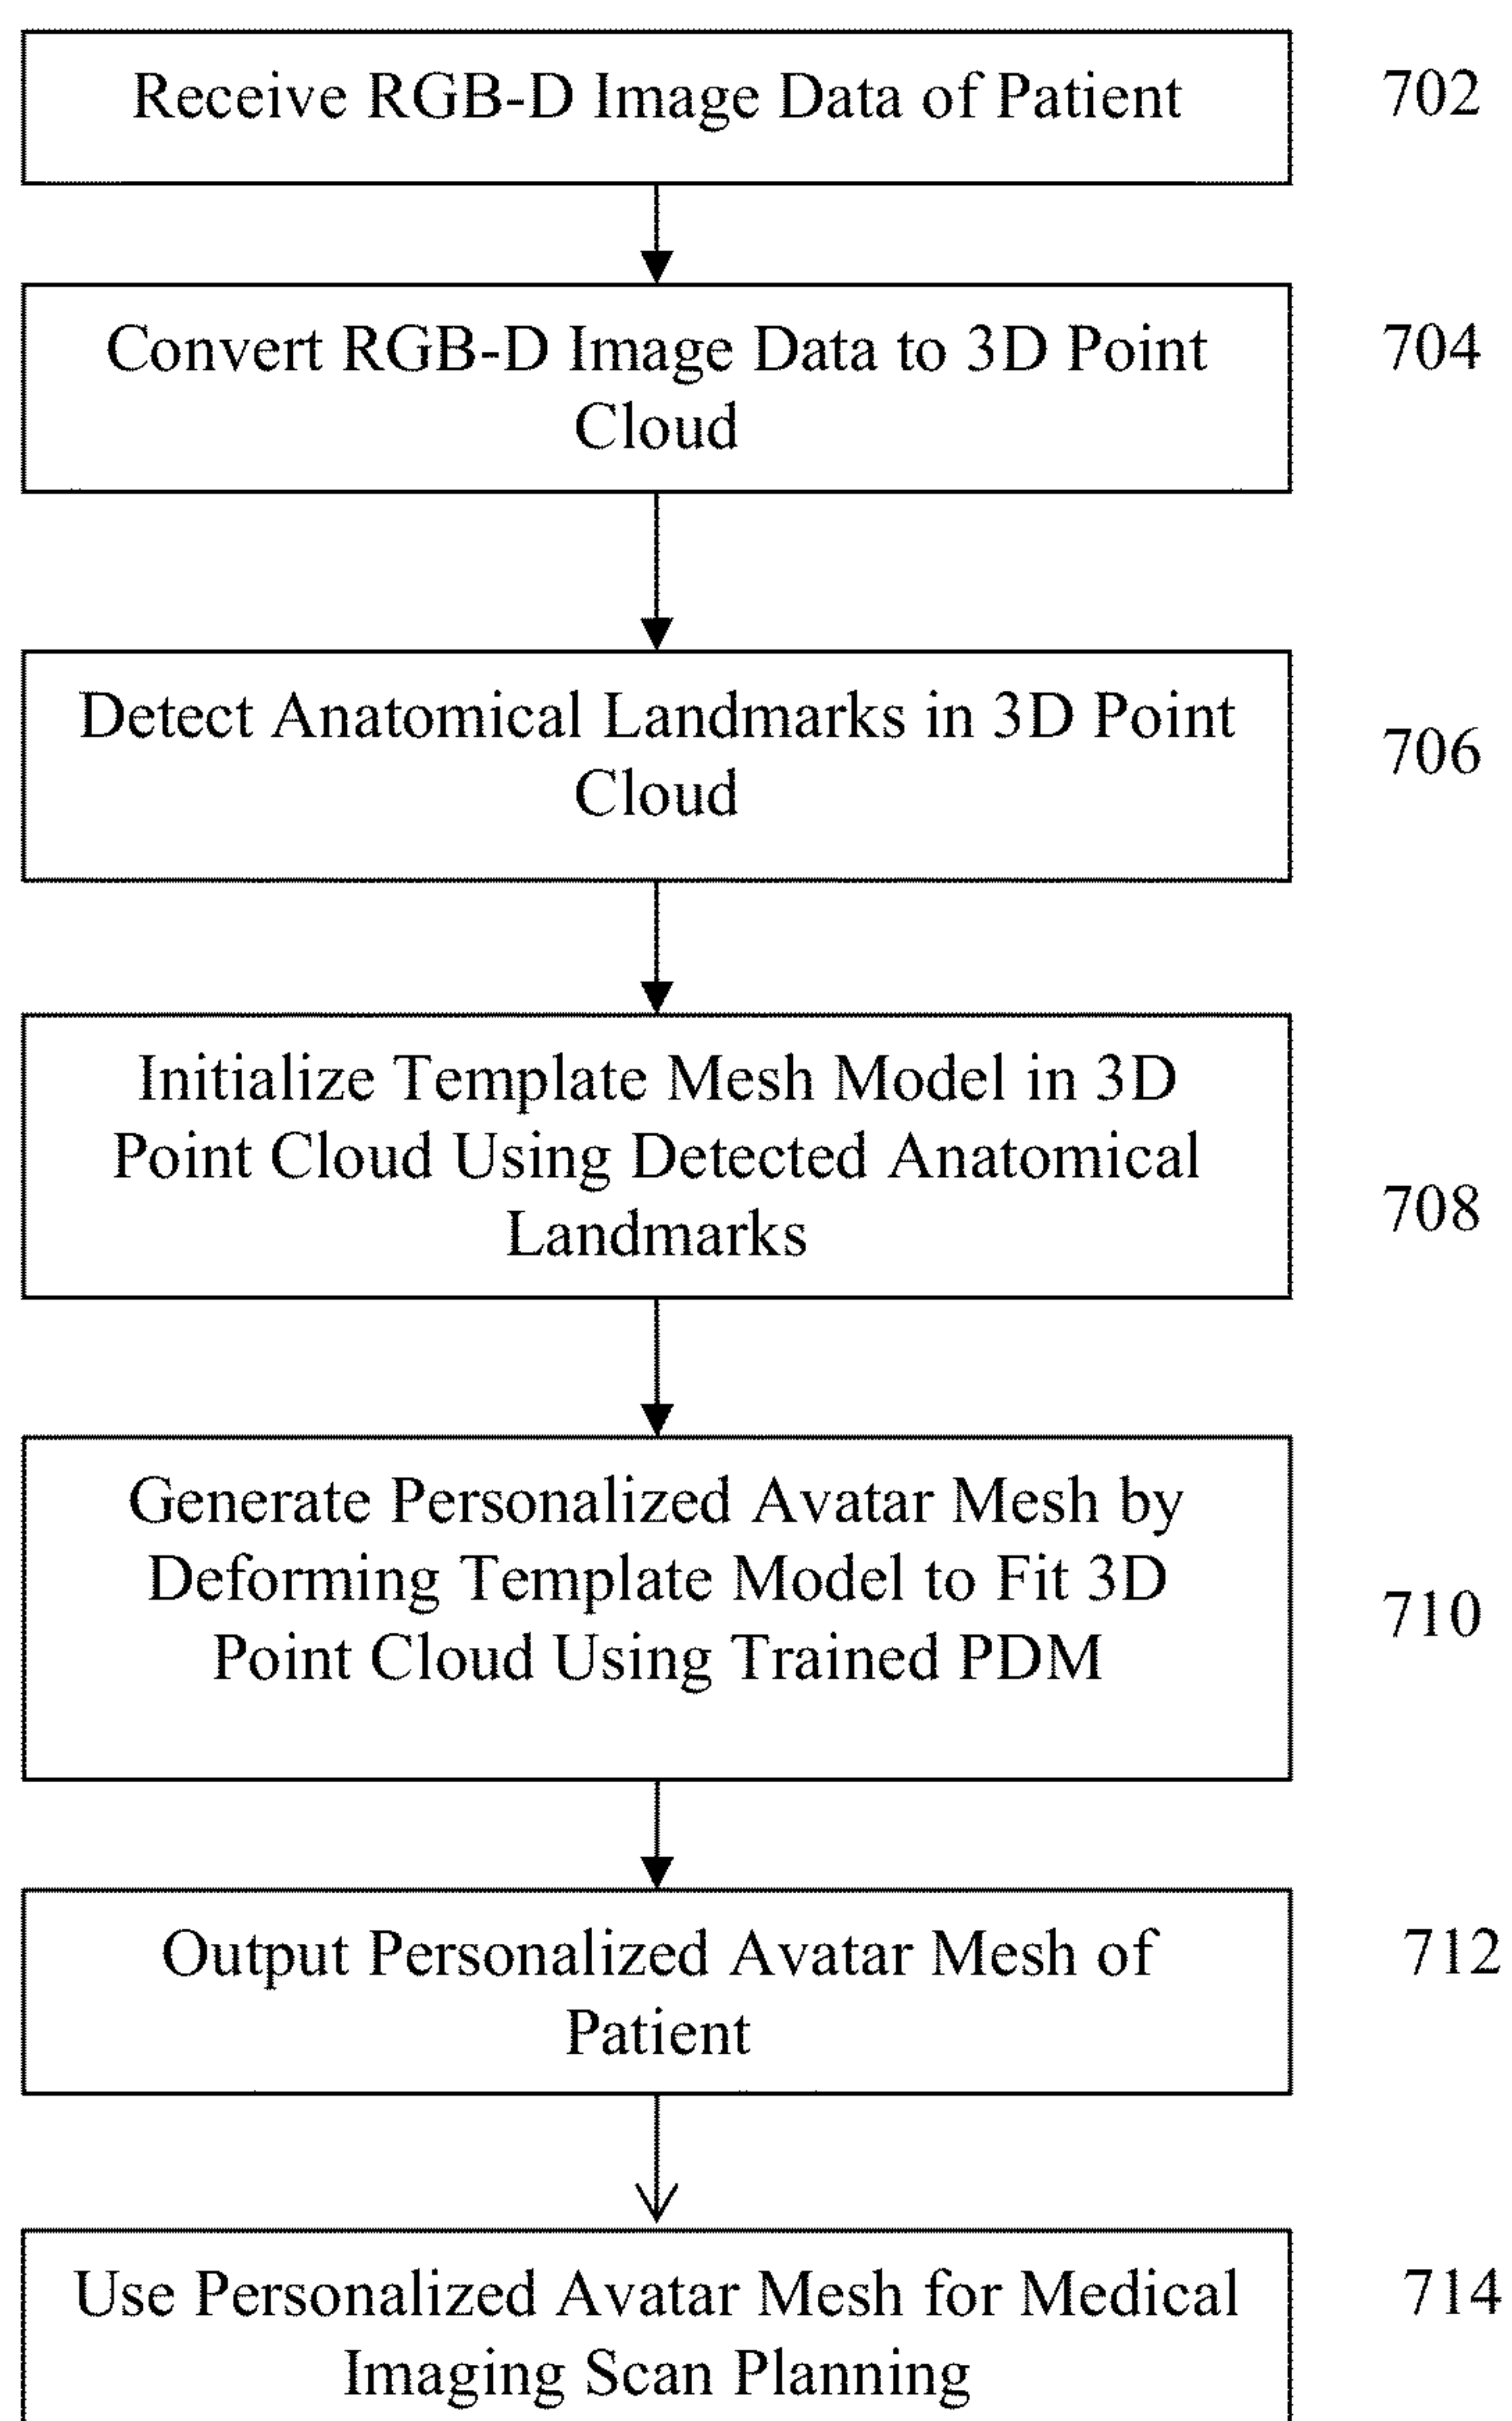 Receive RGB-D Image Data of Patient
702
Convert RGB-D Image Data to 3D Point
Cloud
704
Detect Anatomical Landmarks in 3D Point
Cloud
706
Initialize Template Mesh Model in 3D
Point Cloud Using Detected Anatomical
Landmarks
708
Generate Personalized Avatar Mesh by
Deforming Template Model to Fit 3D
Point Cloud Using Trained PDM
710
Output Personalized Avatar Mesh of
Patient
712
Use Personalized Avatar Mesh for Medical
Imaging Scan Planning
714